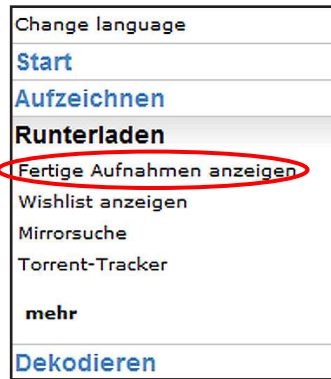 Change language
Start
Aufzeichnen
Runterladen
Fertige Aufnahmen anzeigen
Wishlist anzeigen
Mirrorsuche
Torrent-Tracker
mehr
Dekodieren